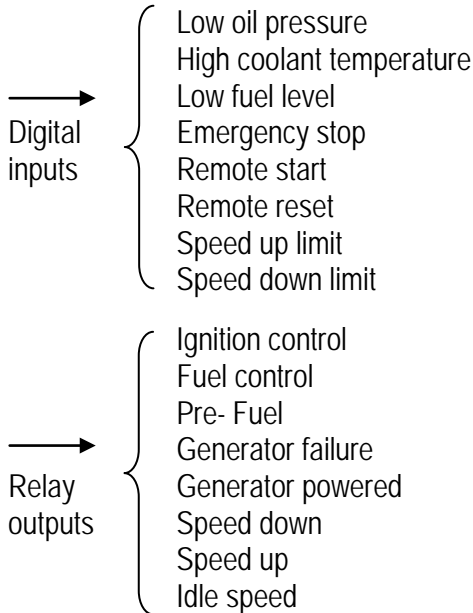 Low oil pressure
High coolant temperature
Low fuel level
Digital inputs
Emergency stop
Remote start
Remote reset
Speed up limit
Speed down limit
Ignition control
Fuel control
Pre- Fuel
Generator failure
Relay outputs
Generator powered
Speed down
Speed up
Idle speed